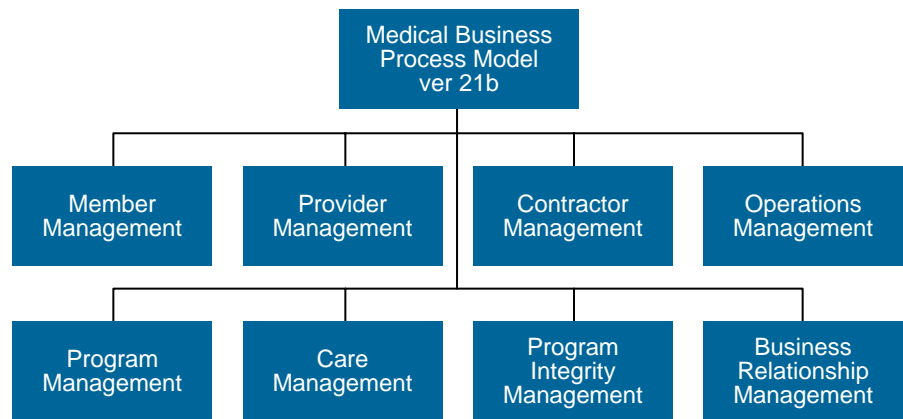 Medical Business
Process Model
ver 21b
Member
Management
Provider
Management
Contractor
Management
Operations
Management
Program
Management
Care
Management
Program
Integrity
Management
Business
Relationship
Management